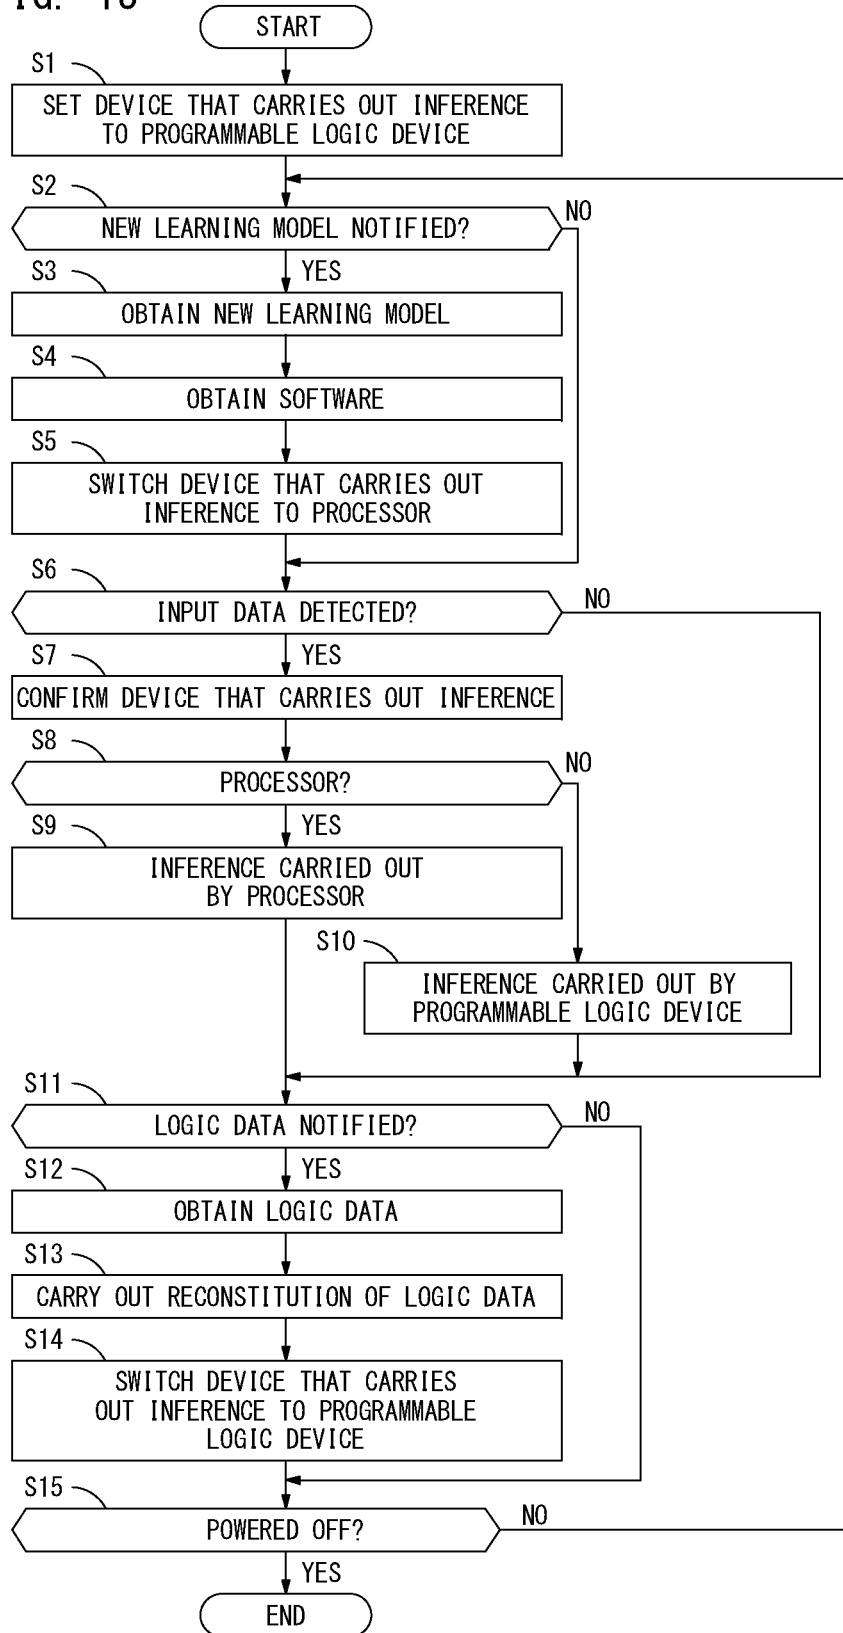 START
S1
SET DEVICE THAT CARRIES OUT INFERENCE
TO PROGRAMMABLE LOGIC DEVICE
S2
NEW LEARNING MODEL NOTIFIED?
NO
YES
S3
OBTAIN NEW LEARNING MODEL
S4
OBTAIN SOFTWARE
S5
SWITCH DEVICE THAT CARRIES OUT
INFERENCE TO PROCESSOR
S6
INPUT DATA DETECTED?
NO
YES
S7
CONFIRM DEVICE THAT CARRIES OUT INFERENCE
S8
PROCESSOR?
NO
YES
S9
INFERENCE CARRIED OUT
BY PROCESSOR
S10
INFERENCE CARRIED OUT BY
PROGRAMMABLE LOGIC DEVICE
S11
LOGIC DATA NOTIFIED?
NO
YES
S12
OBTAIN LOGIC DATA
S13
CARRY OUT RECONSTITUTION OF LOGIC DATA
S14
SWITCH DEVICE THAT CARRIES
OUT INFERENCE TO PROGRAMMABLE
LOGIC DEVICE
S15
POWERED OFF?
NO
YES
END